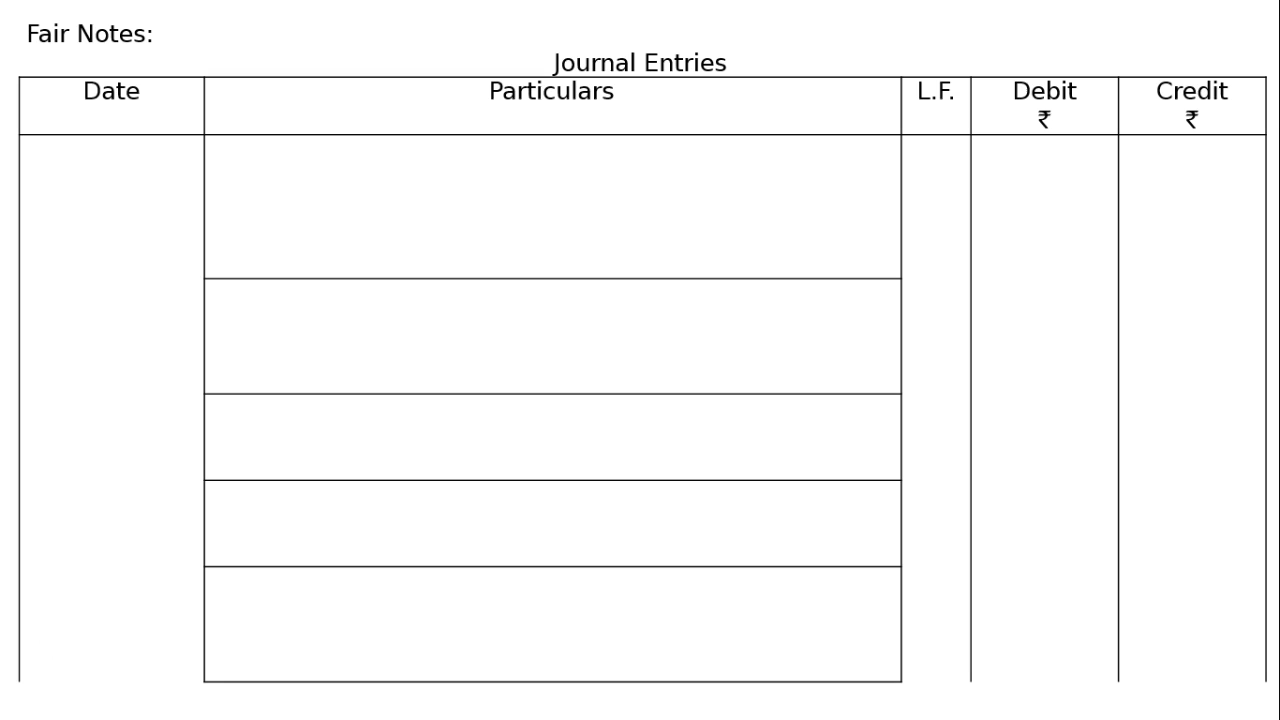 Fair Notes:
Journal Entries
Date Particulars L.F. Debit Credit
₹ ₹